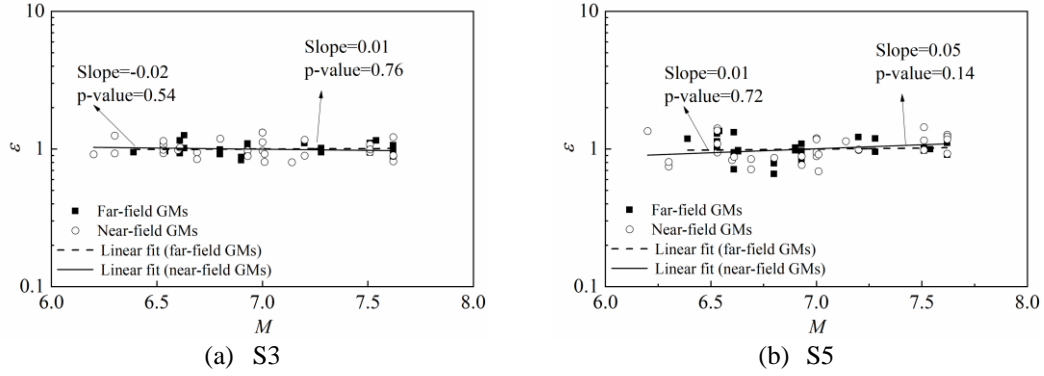 10
1
0.1
ε
6.0 6.5 7.0 7.5 8.0
M
Slope=-0.02
p-value=0.54
Slope=0.01
p-value=0.76
Far-field GMs
Near-field GMs
Linear fit (far-field GMs)
Linear fit (near-field GMs)
(a) S3
10
1
0.1
ε
6.0 6.5 7.0 7.5 8.0
M
Slope=0.01
p-value=0.72
Slope=0.05
p-value=0.14
Far-field GMs
Near-field GMs
Linear fit (far-field GMs)
Linear fit (near-field GMs)
(b) S5